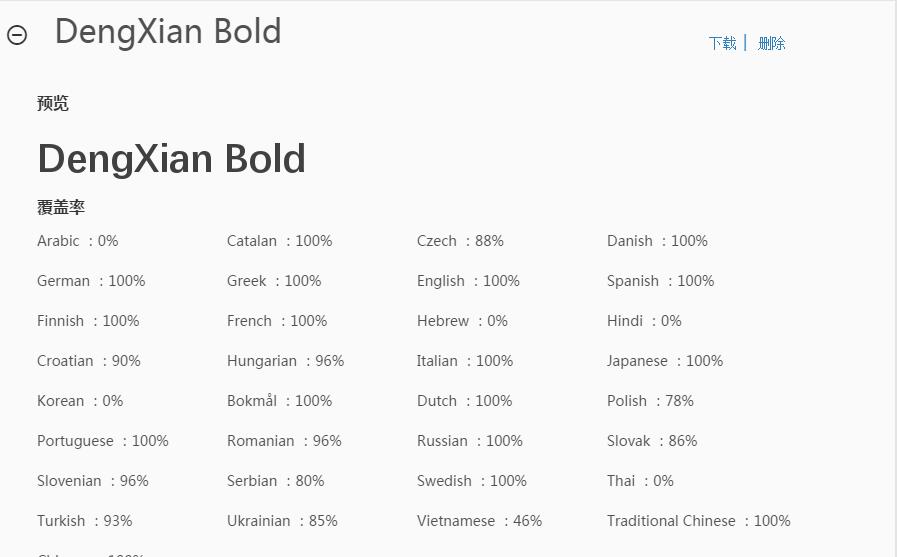 DengXian Bold
下载 | 删除
预览
DengXian Bold
覆盖率
Arabic : 0% Catalan : 100% Czech : 88% Danish : 100%
German : 100% Greek : 100% English : 100% Spanish : 100%
Finnish : 100% French : 100% Hebrew : 0% Hindi : 0%
Croatian : 90% Hungarian : 96% Italian : 100% Japanese : 100%
Korean : 0% Bokmål : 100% Dutch : 100% Polish : 78%
Portuguese : 100% Romanian : 96% Russian : 100% Slovak : 86%
Slovenian : 96% Serbian : 80% Swedish : 100% Thai : 0%
Turkish : 93% Ukrainian : 85% Vietnamese : 46% Traditional Chinese : 100%